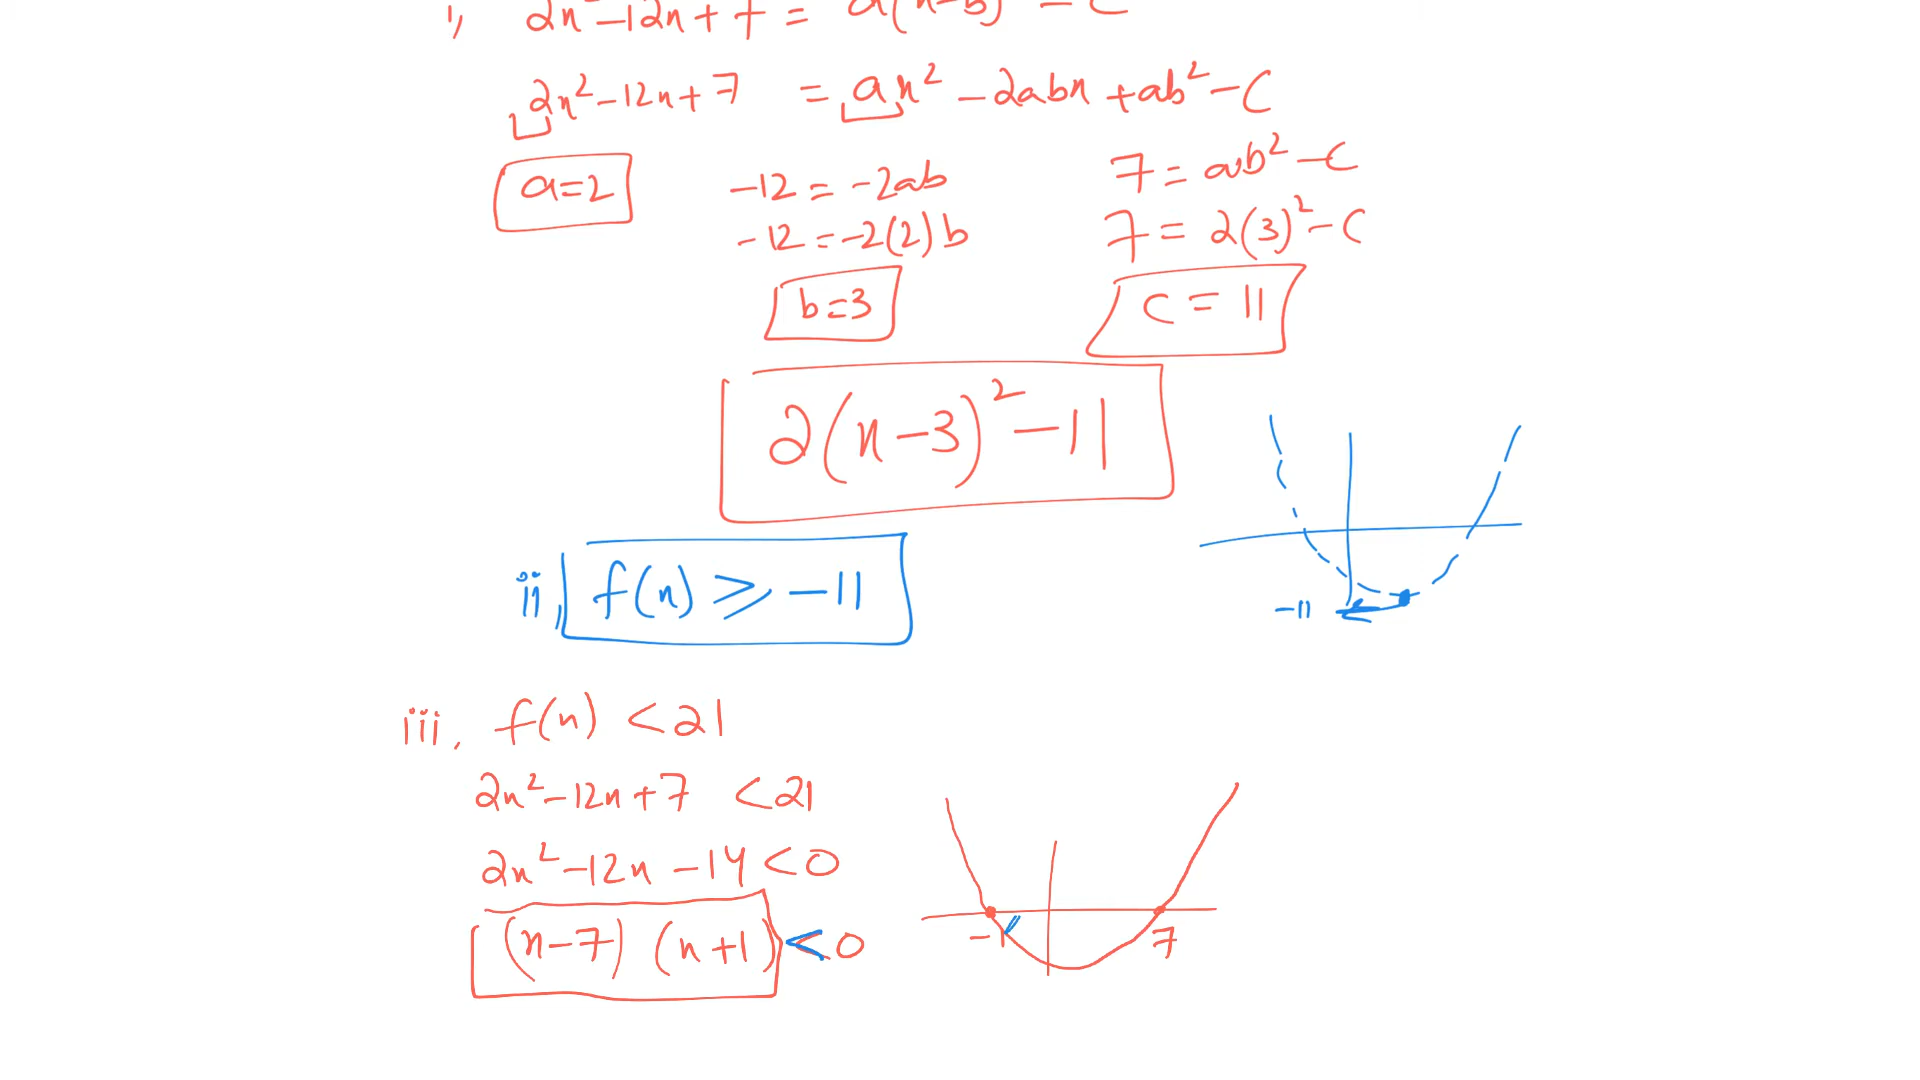 i, 2x² - 12x + 7 = a(x-b)² - c
2x² - 12x + 7 = ax² - 2abx + ab² - c
a = 2
-12 = -2ab
-12 = -2(2)b
b = 3
7 = ab² - c
7 = 2(3)² - c
c = 11
2(x-3)² - 11
ii, f(x) ⩾ -11
-11
iii, f(x) < 21
2x² - 12x + 7 < 21
2x² - 12x - 14 < 0
(x-7) (x+1) < 0
-1
7